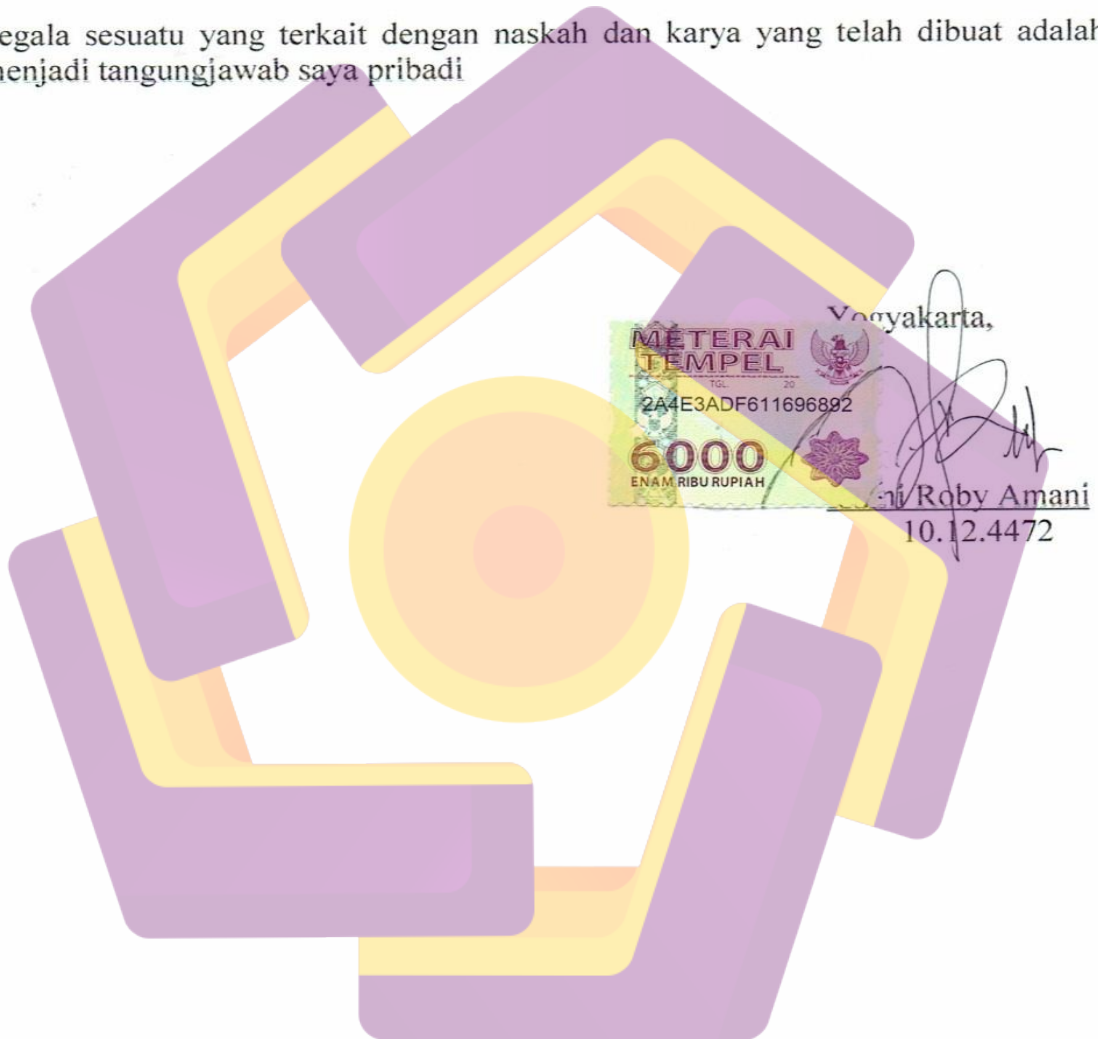 egala sesuatu yang terkait dengan naskah dan karya yang telah dibuat adalah
menjadi tangungjawab saya pribadi
Yogyakarta,
METERAI
TEMPEL
TGL. 20
2A4E3ADF611696892
6000
ENAM RIBU RUPIAH
Roby Amani
10.12.4472